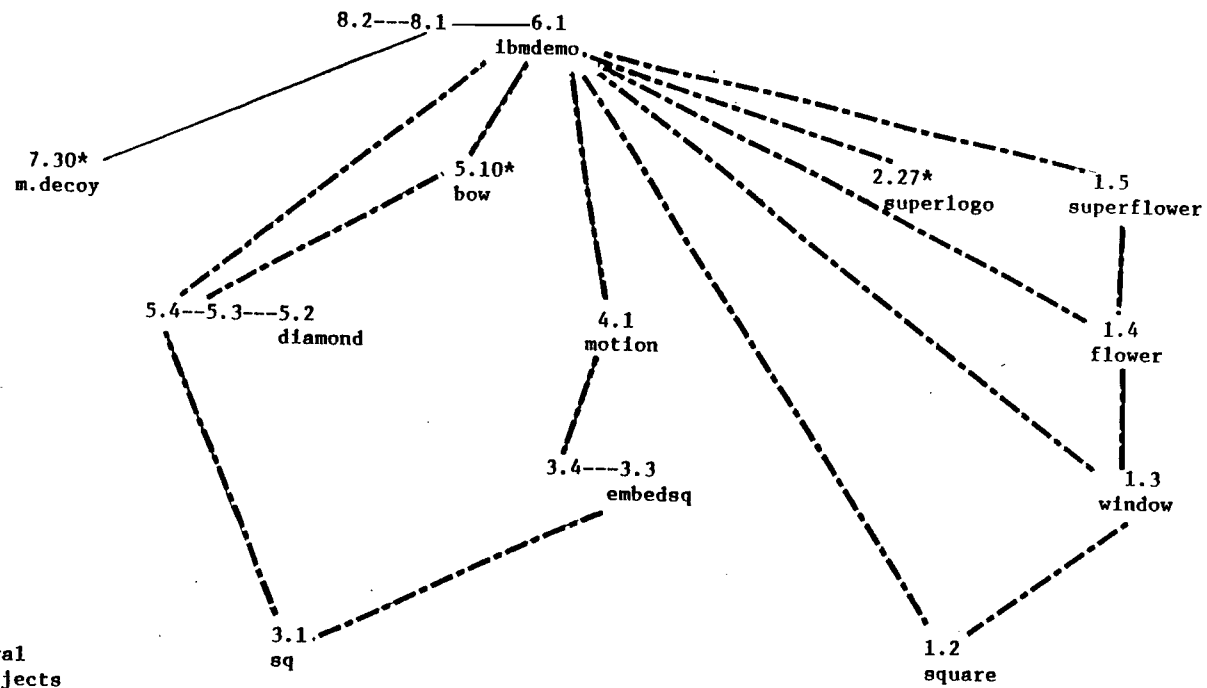 8.2---8.1 6.1
ibmdemo
7.30*
m.decoy
5.10*
bow
2.27*
superlogo
1.5
superflower
5.4--5.3---5.2
diamond
4.1
motion
1.4
flower
3.4---3.3
embedsq
1.3
window
3.1
sq
1.2
square